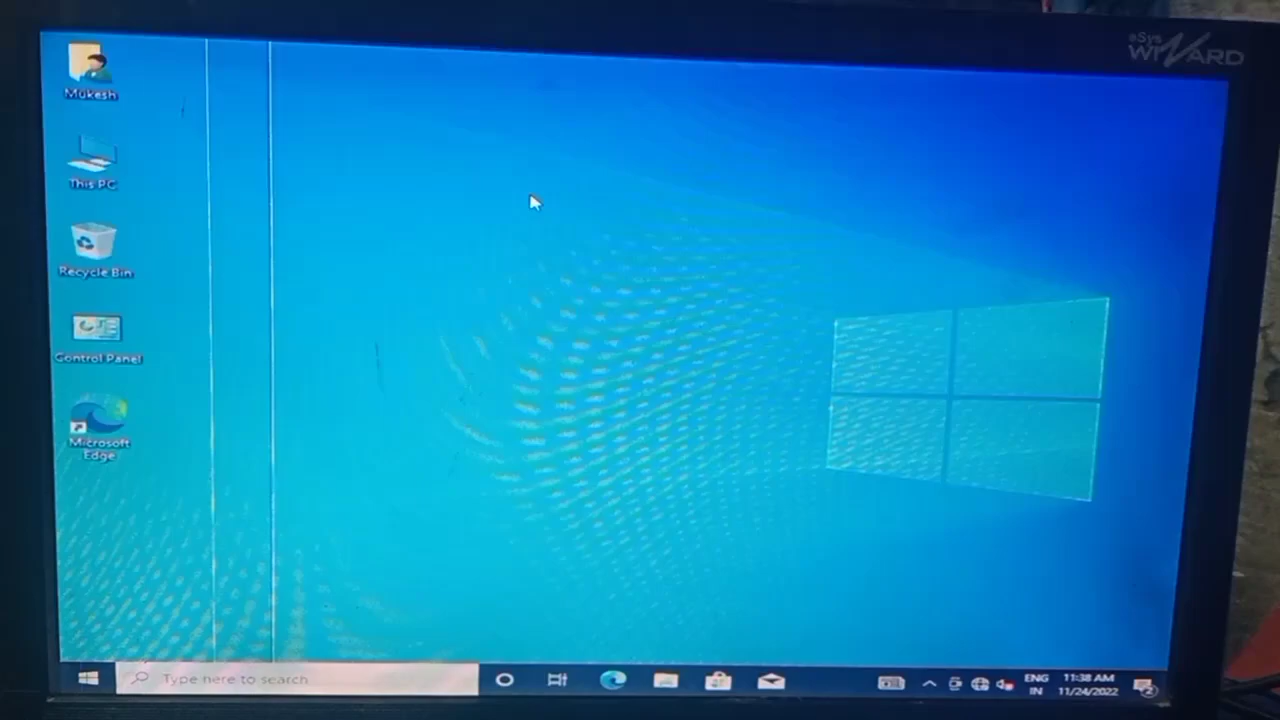 eSys
WIZARD
Mukesh
This PC
Recycle Bin
Control Panel
Microsoft
Edge
Type here to search
ENG
IN
11:38 AM
11/24/2022
2